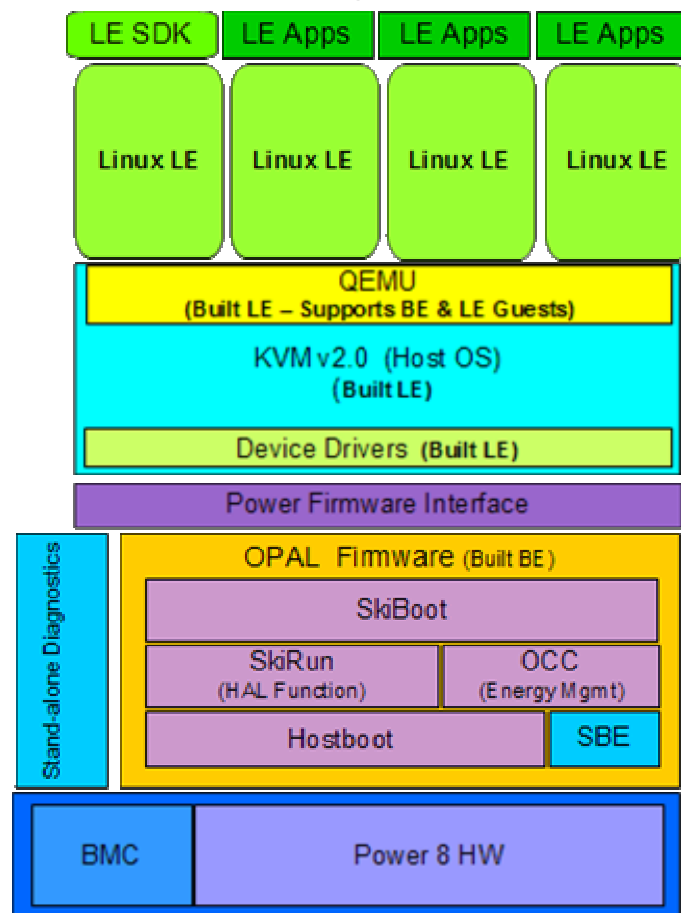 LE SDK
LE Apps
LE Apps
LE Apps
Linux LE
Linux LE
Linux LE
Linux LE
QEMU
(Built LE – Supports BE & LE Guests)
KVM v2.0 (Host OS)
(Built LE)
Device Drivers (Built LE)
Power Firmware Interface
Stand-alone Diagnostics
OPAL Firmware (Built BE)
SkiBoot
SkiRun
(HAL Function)
OCC
(Energy Mgmt)
Hostboot
SBE
BMC
Power 8 HW